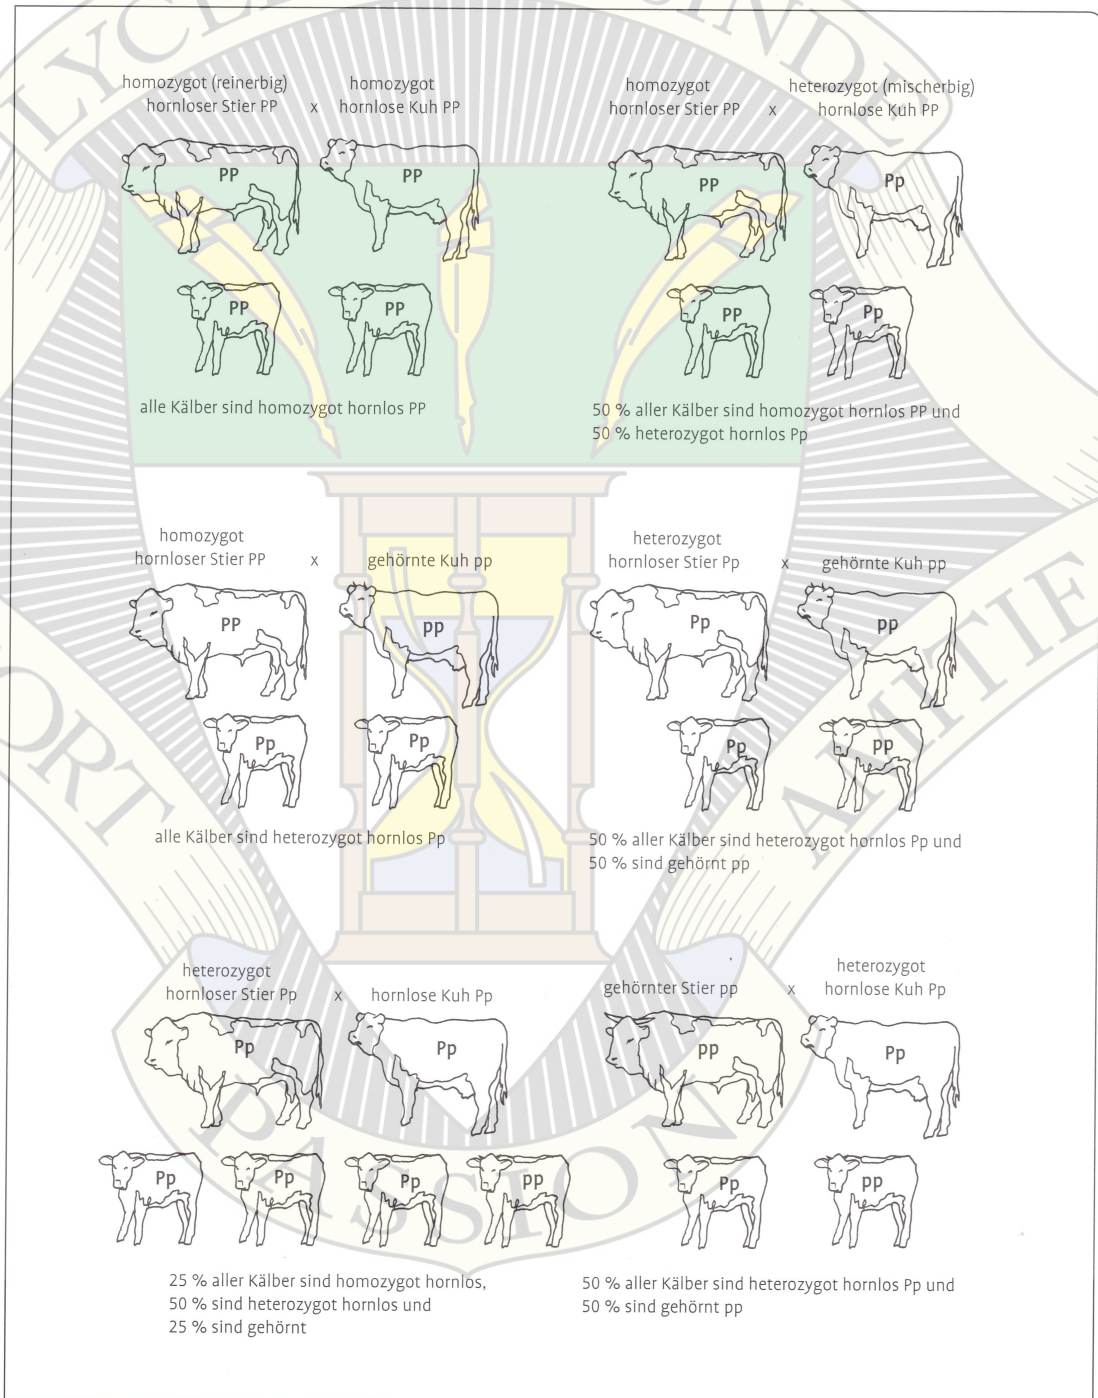 homozygot (reinerbig)
hornloser Stier PP x
homozygot
hornlose Kuh PP
PP
PP
PP
PP
alle Kälber sind homozygot hornlos PP
homozygot
hornloser Stier PP x
heterozygot (mischerbig)
hornlose Kuh PP
PP
Pp
PP
Pp
50 % aller Kälber sind homozygot hornlos PP und
50 % heterozygot hornlos Pp
homozygot
hornloser Stier PP x gehörnte Kuh pp
PP
pp
Pp
Pp
alle Kälber sind heterozygot hornlos Pp
heterozygot
hornloser Stier Pp x gehörnte Kuh pp
Pp
pp
Pp
pp
50 % aller Kälber sind heterozygot hornlos Pp und
50 % sind gehörnt pp
heterozygot
hornloser Stier Pp x hornlose Kuh Pp
Pp
Pp
Pp
Pp
Pp
pp
25 % aller Kälber sind homozygot hornlos,
50 % sind heterozygot hornlos und
25 % sind gehörnt
gehörnter Stier pp x
heterozygot
hornlose Kuh Pp
pp
Pp
Pp
pp
50 % aller Kälber sind heterozygot hornlos Pp und
50 % sind gehörnt pp
AMITIE
PASSION